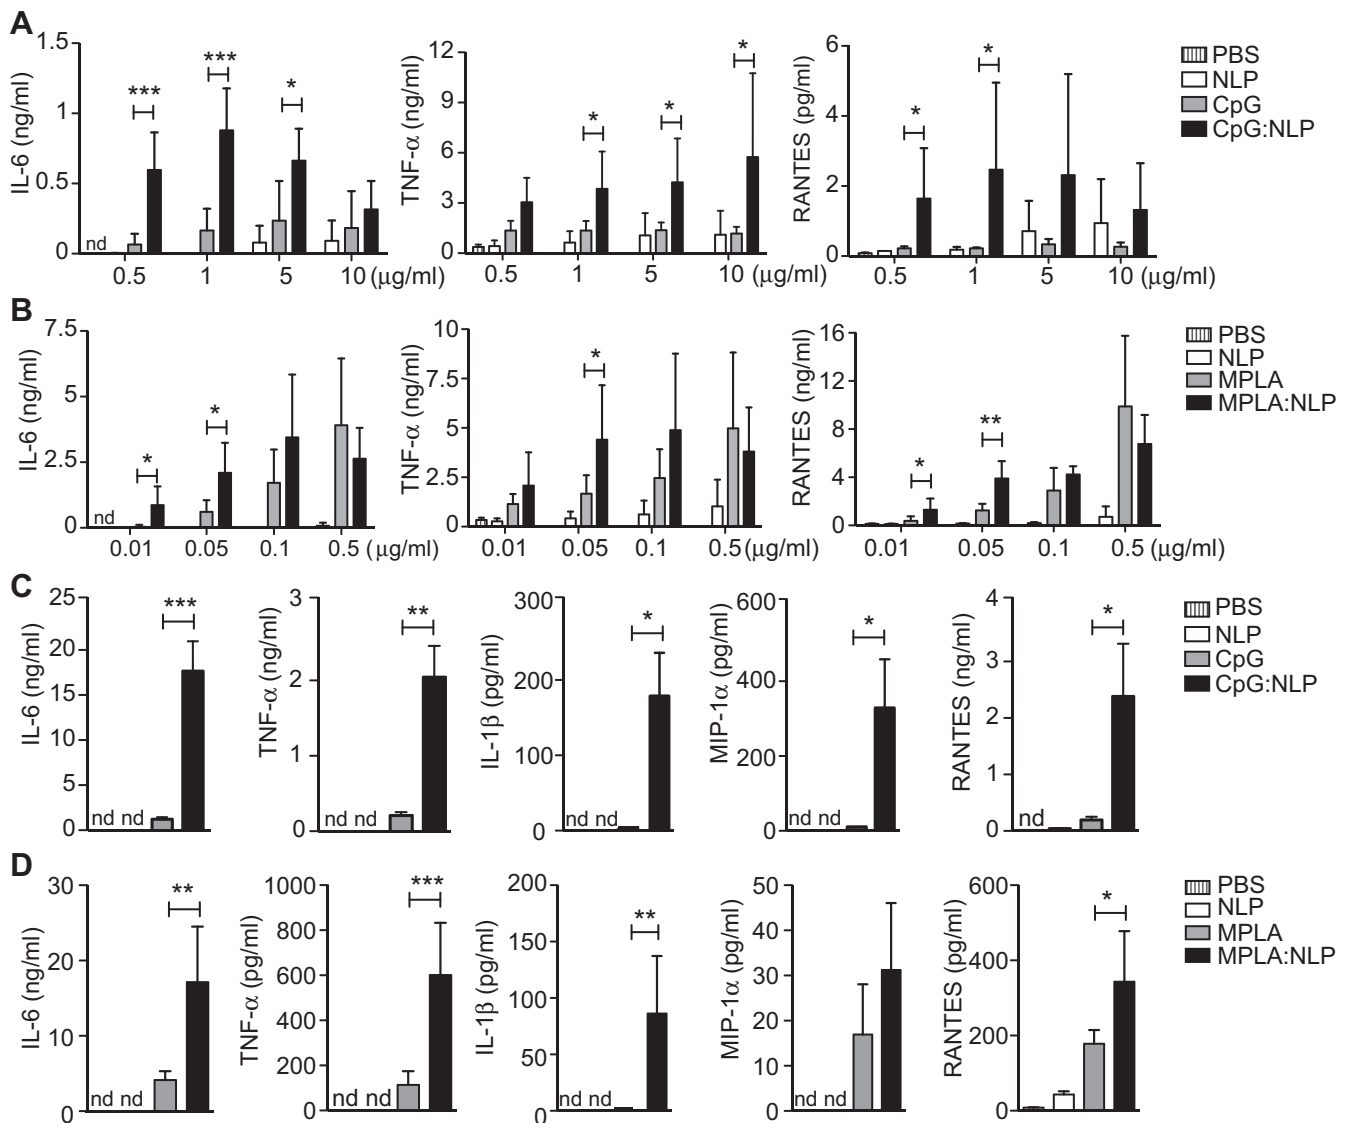 A
IL-6 (ng/ml)
1.5
1
0.5
0
nd
***
***
*
0.5 1 5 10 (μg/ml)
TNF-α (ng/ml)
12
9
6
3
0
*
*
*
0.5 1 5 10 (μg/ml)
RANTES (pg/ml)
6
4
2
0
*
*
0.5 1 5 10 (μg/ml)
PBS
NLP
CpG
CpG:NLP
B
IL-6 (ng/ml)
7.5
5
2.5
0
nd
*
*
0.01 0.05 0.1 0.5 (μg/ml)
TNF-α (ng/ml)
10
7.5
5
2.5
0
*
0.01 0.05 0.1 0.5 (μg/ml)
RANTES (ng/ml)
16
12
8
4
0
*
**
0.01 0.05 0.1 0.5 (μg/ml)
PBS
NLP
MPLA
MPLA:NLP
C
IL-6 (ng/ml)
25
20
15
10
5
0
nd nd
***
TNF-α (ng/ml)
3
2
1
0
nd nd
**
IL-1β (pg/ml)
300
200
100
0
nd nd
*
MIP-1α (pg/ml)
600
400
200
0
nd nd
*
RANTES (ng/ml)
4
3
2
1
0
nd
*
PBS
NLP
CpG
CpG:NLP
D
IL-6 (ng/ml)
30
20
10
0
nd nd
**
TNF-α (pg/ml)
1000
800
600
400
200
0
nd nd
***
IL-1β (pg/ml)
200
150
100
50
0
nd nd
**
MIP-1α (pg/ml)
50
40
30
20
10
0
nd nd
RANTES (pg/ml)
600
400
200
0
*
PBS
NLP
MPLA
MPLA:NLP